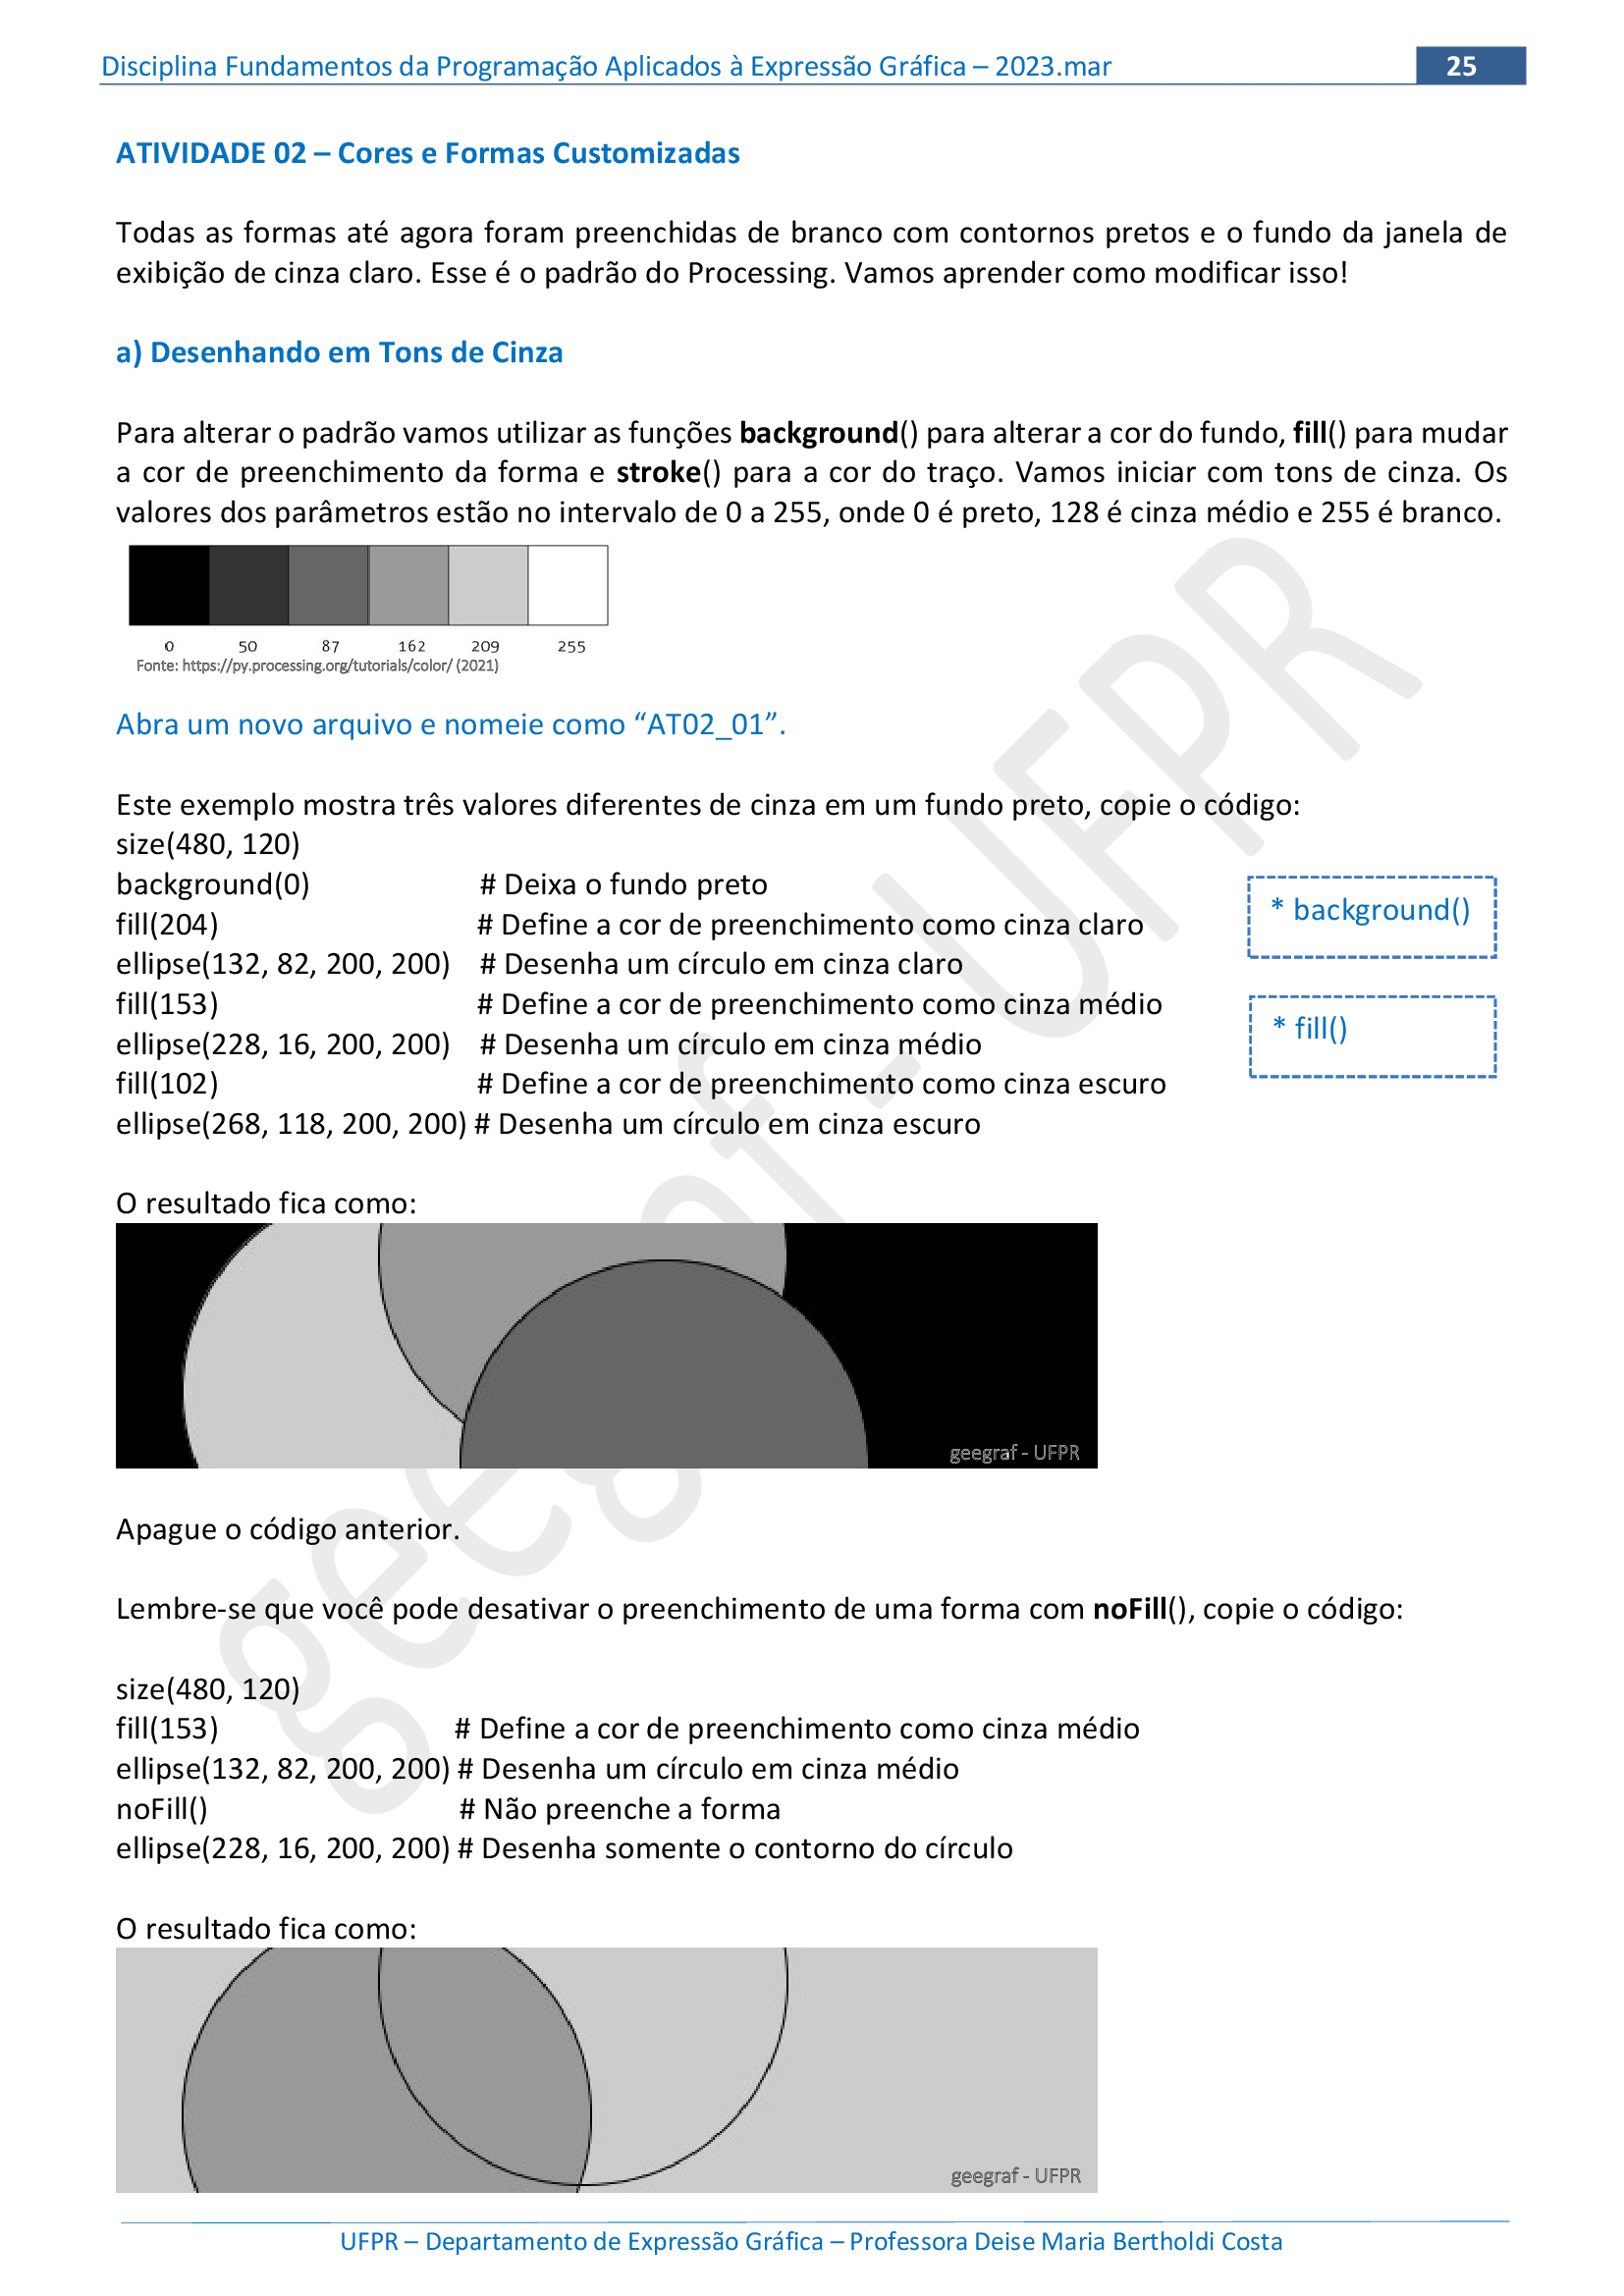 Disciplina Fundamentos da Programação Aplicados à Expressão Gráfica – 2023.mar 25
ATIVIDADE 02 – Cores e Formas Customizadas
Todas as formas até agora foram preenchidas de branco com contornos pretos e o fundo da janela de
exibição de cinza claro. Esse é o padrão do Processing. Vamos aprender como modificar isso!
a) Desenhando em Tons de Cinza
Para alterar o padrão vamos utilizar as funções background() para alterar a cor do fundo, fill() para mudar
a cor de preenchimento da forma e stroke() para a cor do traço. Vamos iniciar com tons de cinza. Os
valores dos parâmetros estão no intervalo de 0 a 255, onde 0 é preto, 128 é cinza médio e 255 é branco.
0 50 87 162 209 255
Fonte: https://py.processing.org/tutorials/color/ (2021)
Abra um novo arquivo e nomeie como “AT02_01”.
Este exemplo mostra três valores diferentes de cinza em um fundo preto, copie o código:
size(480, 120)
background(0) # Deixa o fundo preto
fill(204) # Define a cor de preenchimento como cinza claro
ellipse(132, 82, 200, 200) # Desenha um círculo em cinza claro
fill(153) # Define a cor de preenchimento como cinza médio
ellipse(228, 16, 200, 200) # Desenha um círculo em cinza médio
fill(102) # Define a cor de preenchimento como cinza escuro
ellipse(268, 118, 200, 200) # Desenha um círculo em cinza escuro
* background()
* fill()
O resultado fica como:
geegraf - UFPR
Apague o código anterior.
Lembre-se que você pode desativar o preenchimento de uma forma com noFill(), copie o código:
size(480, 120)
fill(153) # Define a cor de preenchimento como cinza médio
ellipse(132, 82, 200, 200) # Desenha um círculo em cinza médio
noFill() # Não preenche a forma
ellipse(228, 16, 200, 200) # Desenha somente o contorno do círculo
O resultado fica como:
geegraf - UFPR
geegraf - UFPR
UFPR – Departamento de Expressão Gráfica – Professora Deise Maria Bertholdi Costa